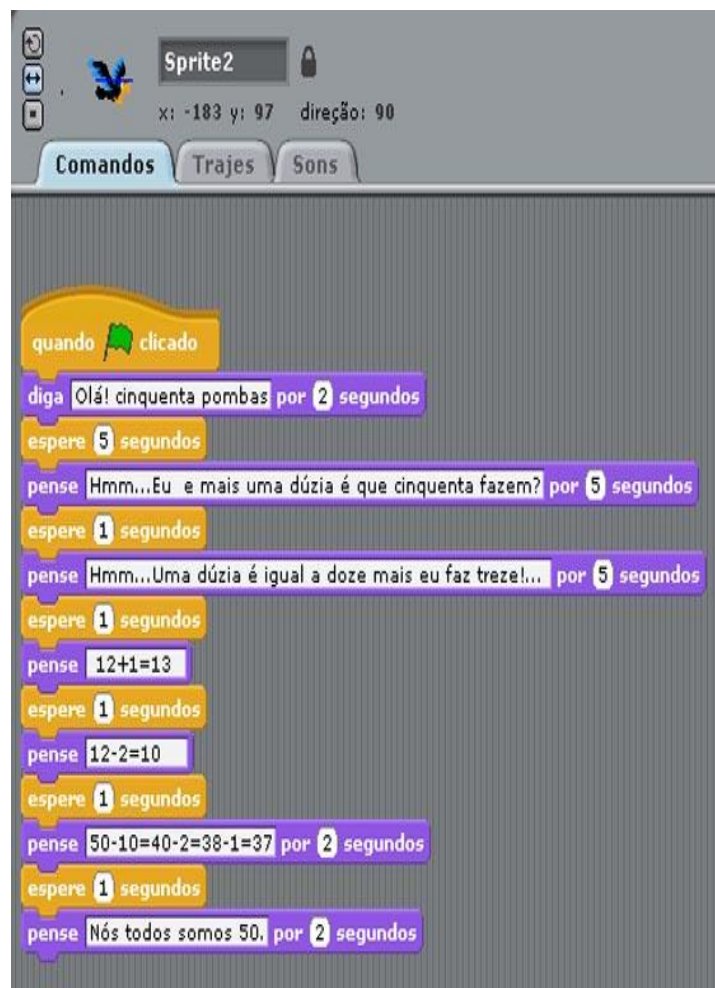 Sprite2
x: -183 y: 97 direção: 90
Comandos Trajes Sons
quando clicado
diga Olá! cinquenta pombas por 2 segundos
espere 5 segundos
pense Hmm...Eu e mais uma dúzia é que cinquenta fazem? por 5 segundos
espere 1 segundos
pense Hmm...Uma dúzia é igual a doze mais eu faz treze!... por 5 segundos
espere 1 segundos
pense 12+1=13
espere 1 segundos
pense 12-2=10
espere 1 segundos
pense 50-10=40-2=38-1=37 por 2 segundos
espere 1 segundos
pense Nós todos somos 50. por 2 segundos